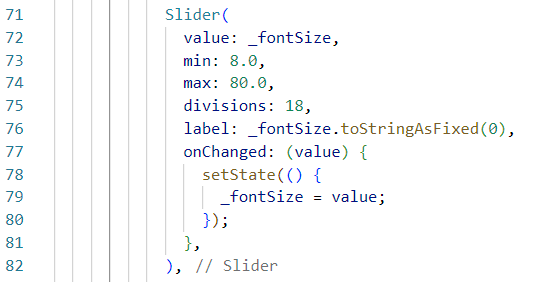 71 Slider(
72 value: _fontSize,
73 min: 8.0,
74 max: 80.0,
75 divisions: 18,
76 label: _fontSize.toStringAsFixed(0),
77 onChanged: (value) {
78 setState(() {
79 _fontSize = value;
80 });
81 },
82 ), // Slider